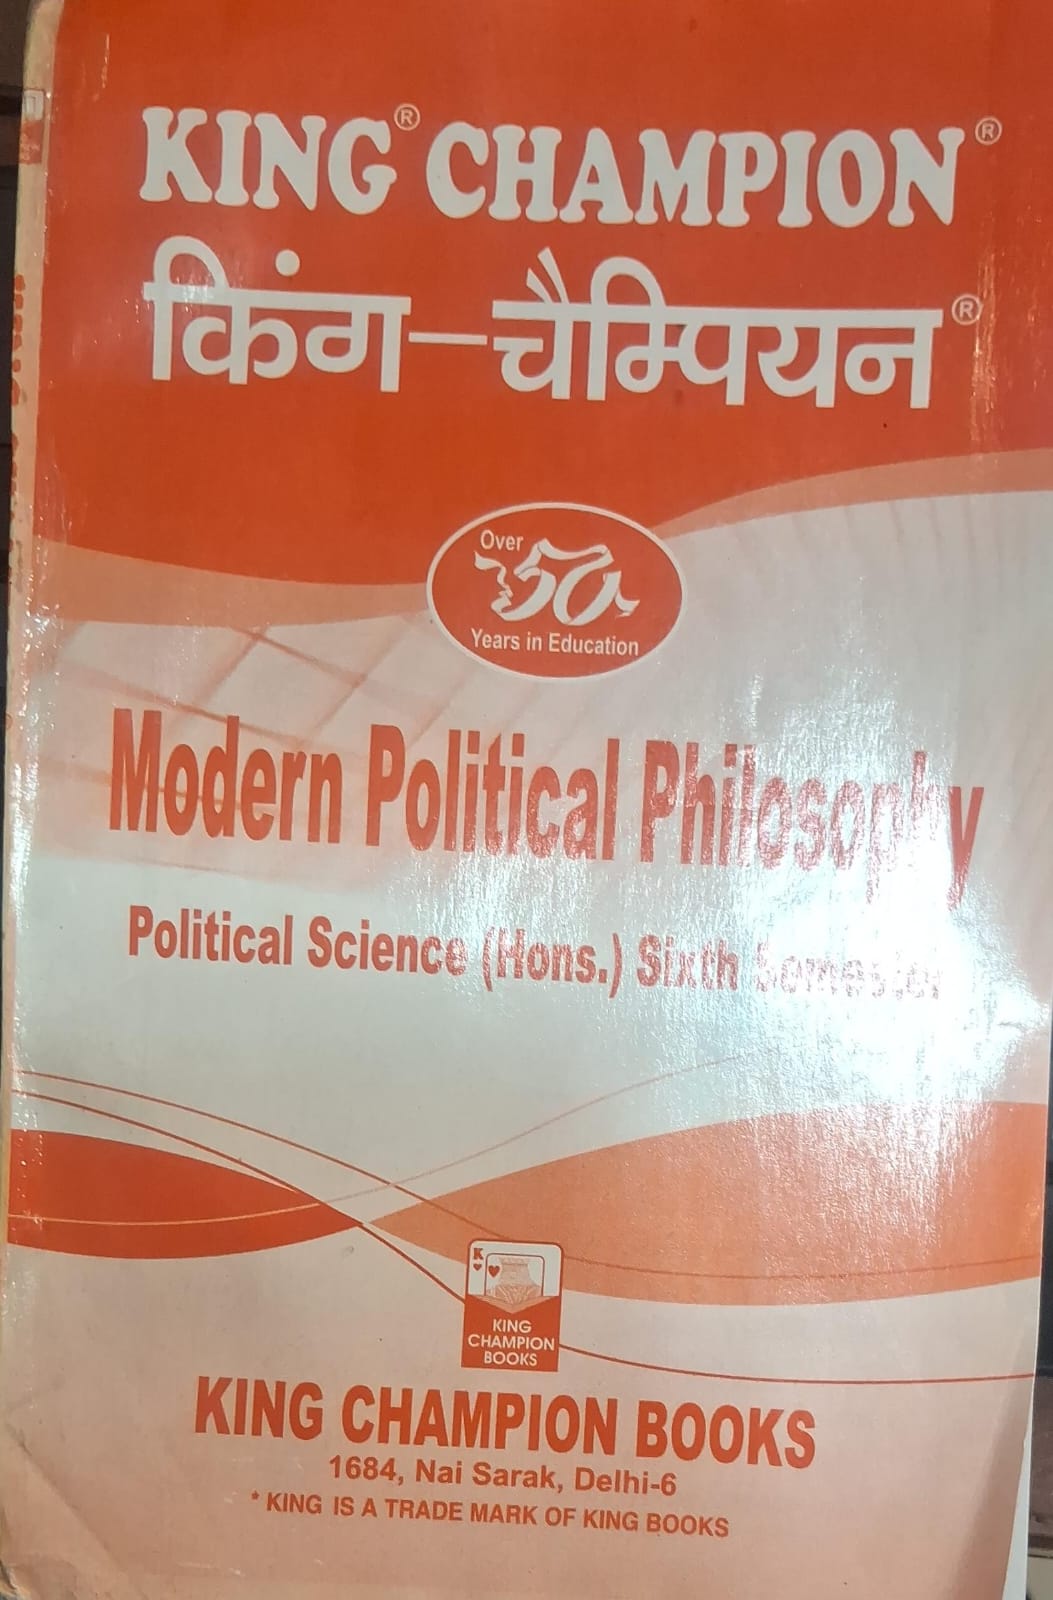 KING® CHAMPION®
किंग-चैम्पियन®
Over
50
Years in Education
Modern Political Philosophy
Political Science (Hons.) Sixth Semester
K
KING
CHAMPION
BOOKS
KING CHAMPION BOOKS
1684, Nai Sarak, Delhi-6
* KING IS A TRADE MARK OF KING BOOKS